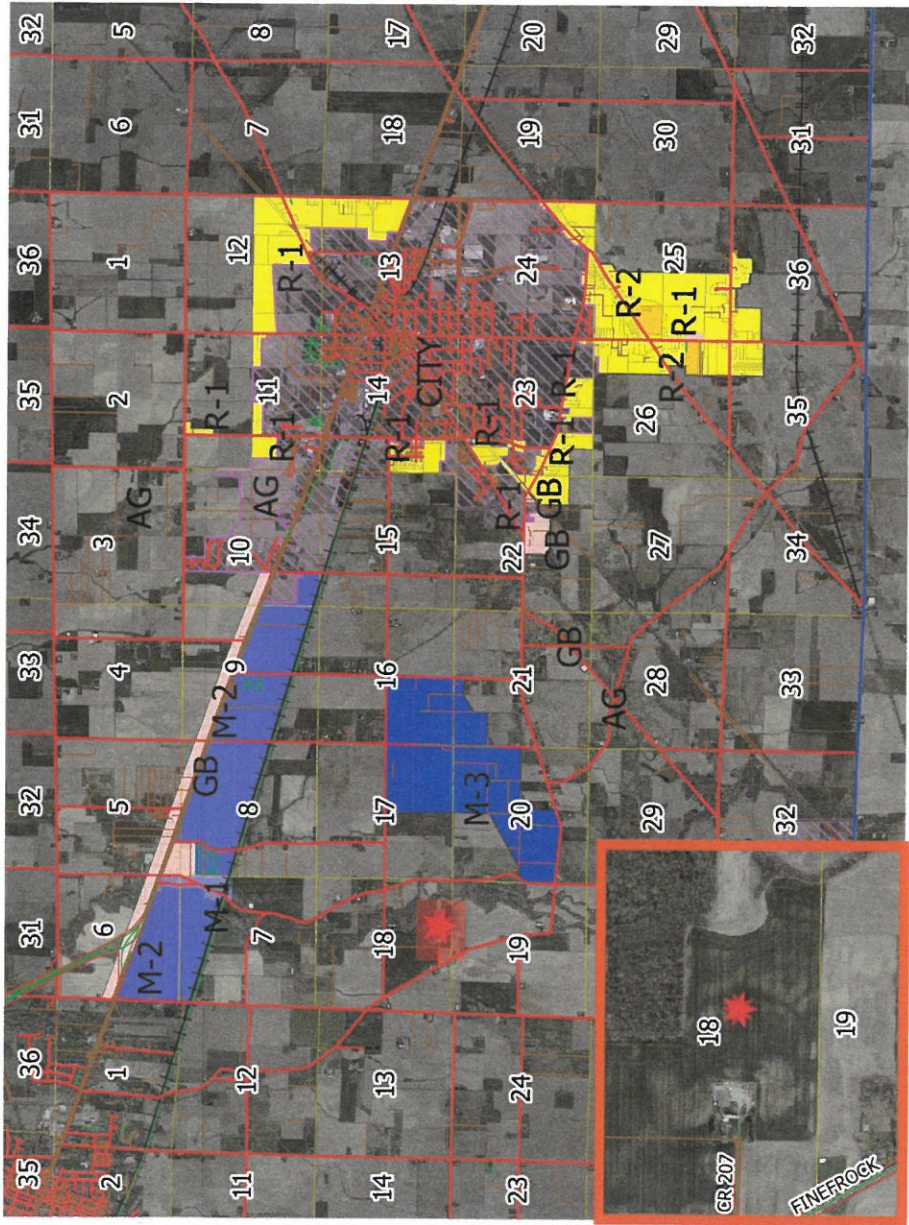 35 36 31 32 33 34 35 36 31 32
2 1 6 5 4 3 2 1 6 5
AG
M-2
GB
R-1
M-1 M-2
11 12 7 8 9 10 11 12 7 8
AG R-1 R-1
14 13 18 17 16 15 14 13 18 17
R-1
CITY
M-3 R-1
R-1
23 24 19 20 21 22 23 24 19 20
GB GB R-1 R-1
GB
AG R-2
29 28 27 26 25 30 29
R-2 R-1
32 33 34 35 36 31 32
18
CR 207
19
FINEFROCK